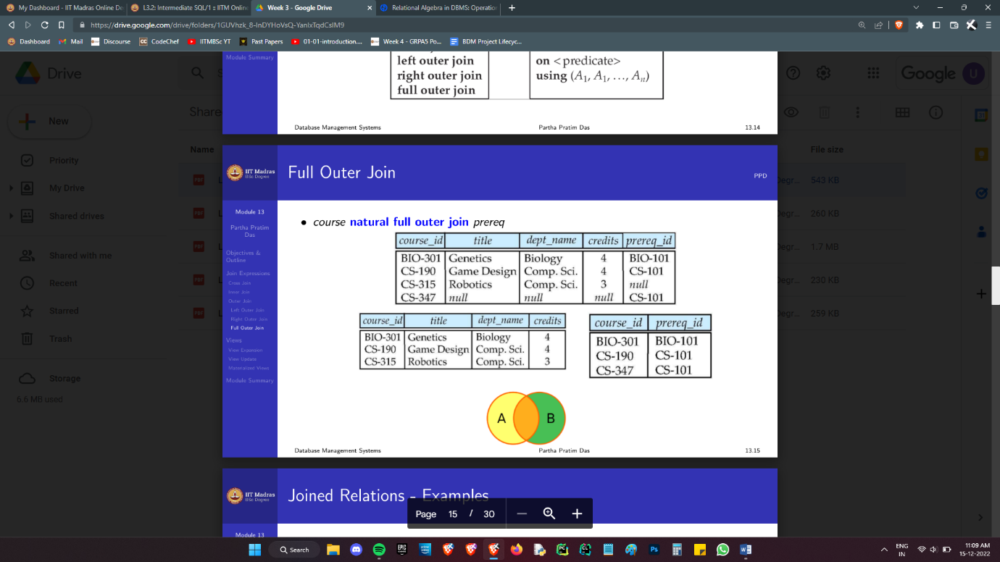 My Dashboard - IIT Madras Online De
L3.2: Intermediate SQL/1 :: IITM Onlin
Week 3 - Google Drive
Relational Algebra in DBMS: Operation
https://drive.google.com/drive/folders/1GUVhzk_8-lnDYHoVsQ-YanlxTqdCslM9
Dashboard
Mail
Discourse
CodeChef
IITMBSc YT
Past Papers
01-01-introduction....
Week 4 - GRPA5 Po...
BDM Project Lifecyc...
Drive
Google
U
New
Priority
My Drive
Shared drives
Shared with me
Recent
Starred
Trash
Storage
6.6 MB used
Share
Name
File size
543 KB
260 KB
1.7 MB
230 KB
259 KB
Module Summary
left outer join
right outer join
full outer join
on <predicate>
using (A1, A1, …, An)
Database Management Systems
Partha Pratim Das
13.14
IIT Madras
BSc Degree
Full Outer Join
PPD
Module 13
Partha Pratim
Das
Objectives &
Outline
Join Expressions
Cross Join
Inner Join
Outer Join
Left Outer Join
Right Outer Join
Full Outer Join
Views
View Expansion
View Update
Materialized Views
Module Summary
• course natural full outer join prereq
course_id title dept_name credits prereq_id
BIO-301 Genetics Biology 4 BIO-101
CS-190 Game Design Comp. Sci. 4 CS-101
CS-315 Robotics Comp. Sci. 3 null
CS-347 null null null CS-101
course_id title dept_name credits
BIO-301 Genetics Biology 4
CS-190 Game Design Comp. Sci. 4
CS-315 Robotics Comp. Sci. 3
course_id prereq_id
BIO-301 BIO-101
CS-190 CS-101
CS-347 CS-101
A B
Database Management Systems
Partha Pratim Das
13.15
IIT Madras
BSc Degree
Joined Relations - Examples
Module 13
Page 15 / 30
Search
ENG
IN
11:09 AM
15-12-2022